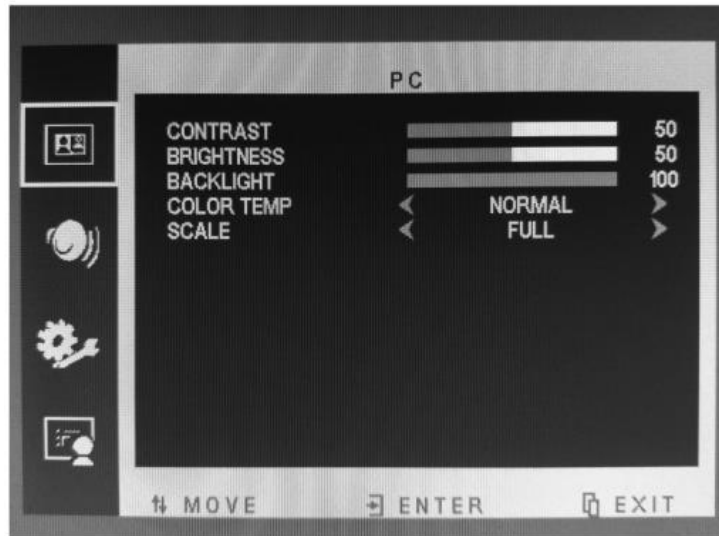 PC
CONTRAST 50
BRIGHTNESS 50
BACKLIGHT 100
COLOR TEMP NORMAL
SCALE FULL
MOVE ENTER EXIT